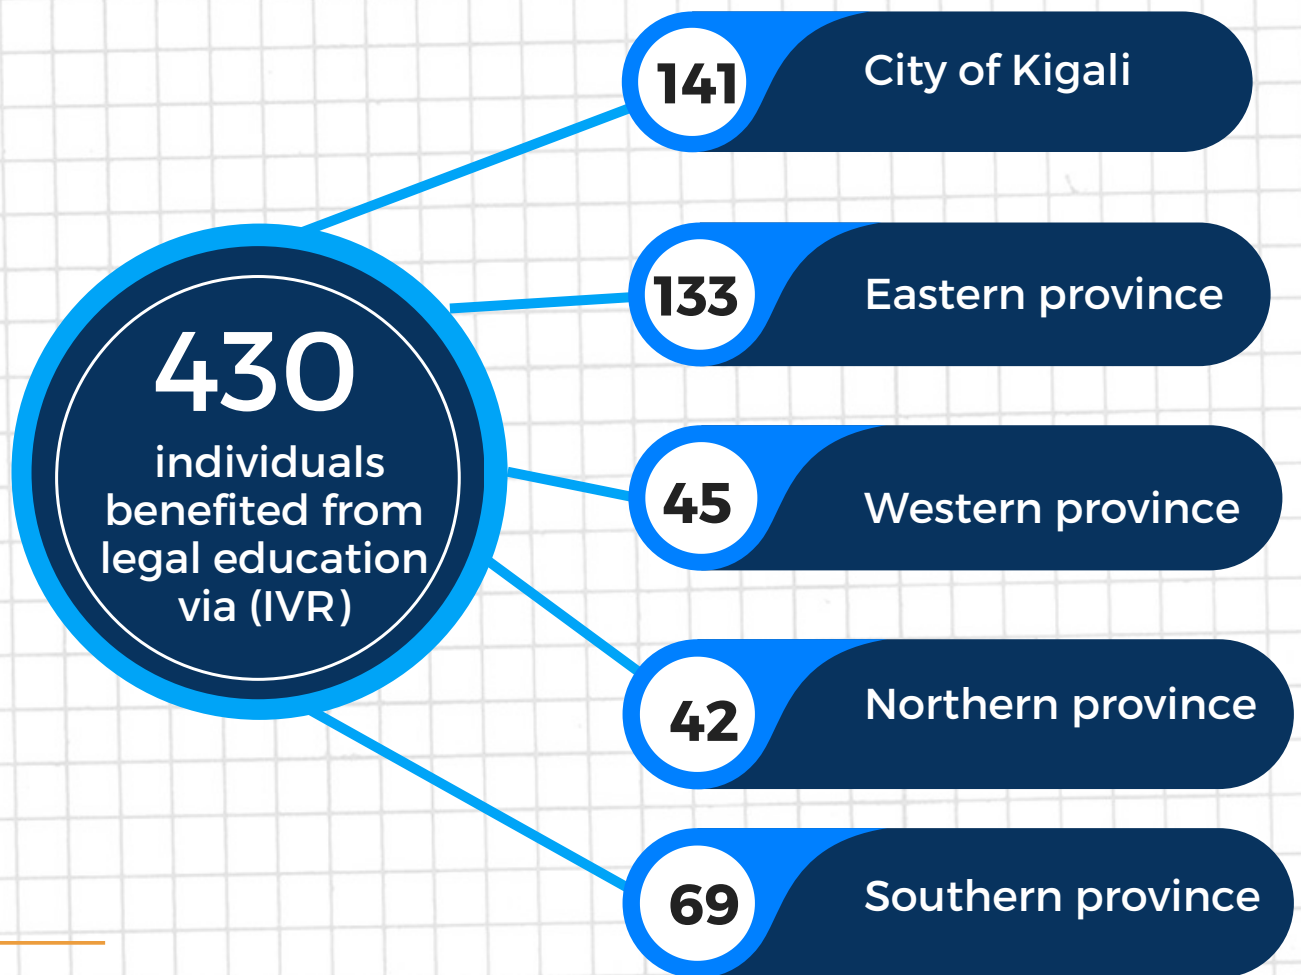 430
individuals
benefited from
legal education
via (IVR)
141
City of Kigali
133
Eastern province
45
Western province
42
Northern province
69
Southern province